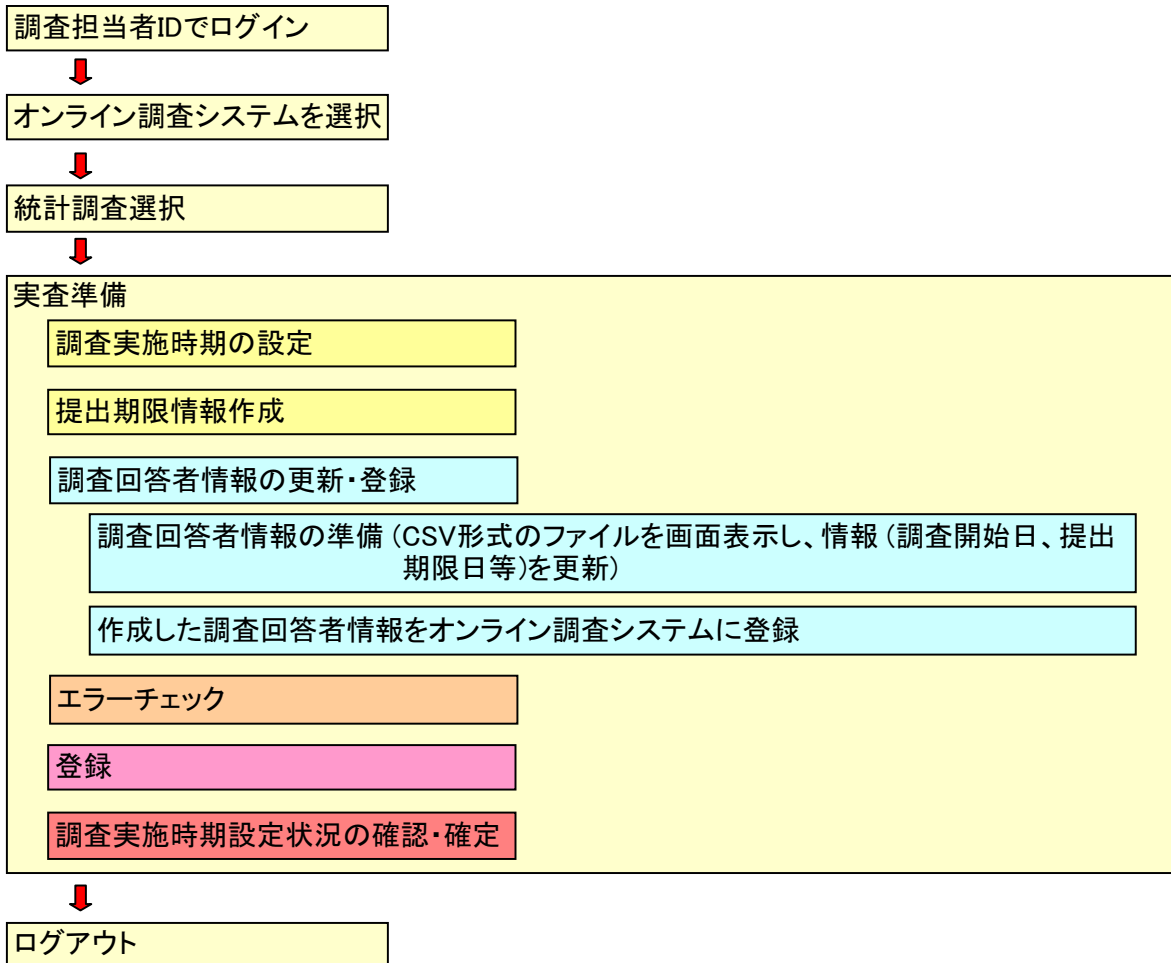 調査担当者IDでログイン
オンライン調査システムを選択
統計調査選択
実査準備
調査実施時期の設定
提出期限情報作成
調査回答者情報の更新・登録
調査回答者情報の準備(CSV形式のファイルを画面表示し、情報(調査開始日、提出
期限日等)を更新)
作成した調査回答者情報をオンライン調査システムに登録
エラーチェック
登録
調査実施時期設定状況の確認・確定
ログアウト